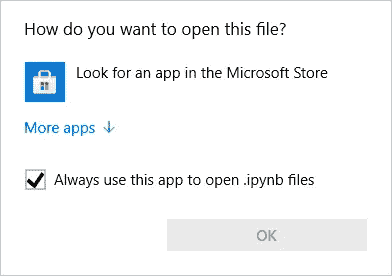 How do you want to open this file?
Look for an app in the Microsoft Store
More apps ↓
Always use this app to open .ipynb files
OK